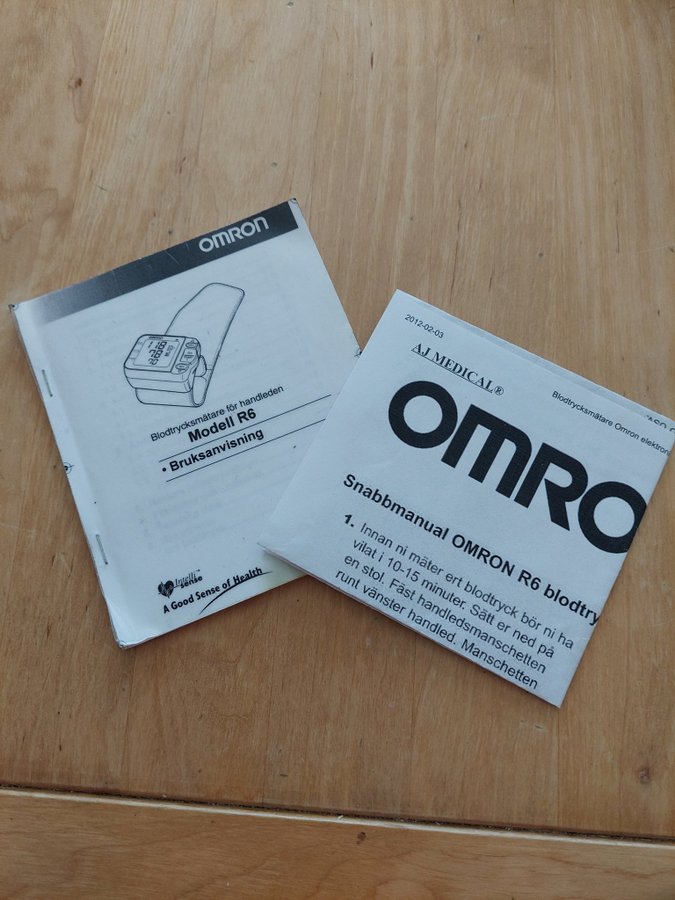 OMRON
Blodtrycksmätare för handleden
Modell R6
• Bruksanvisning
Intelli™
sense
A Good Sense of Health
2012-02-03
AJ MEDICAL®
Blodtrycksmätare Omron elektroni
OMRO
Snabbmanual OMRON R6 blodtry
1. Innan ni mäter ert blodtryck bör ni ha
vilat i 10-15 minuter. Sätt er ned på
en stol. Fäst handledsmanschetten
runt vänster handled. Manschetten